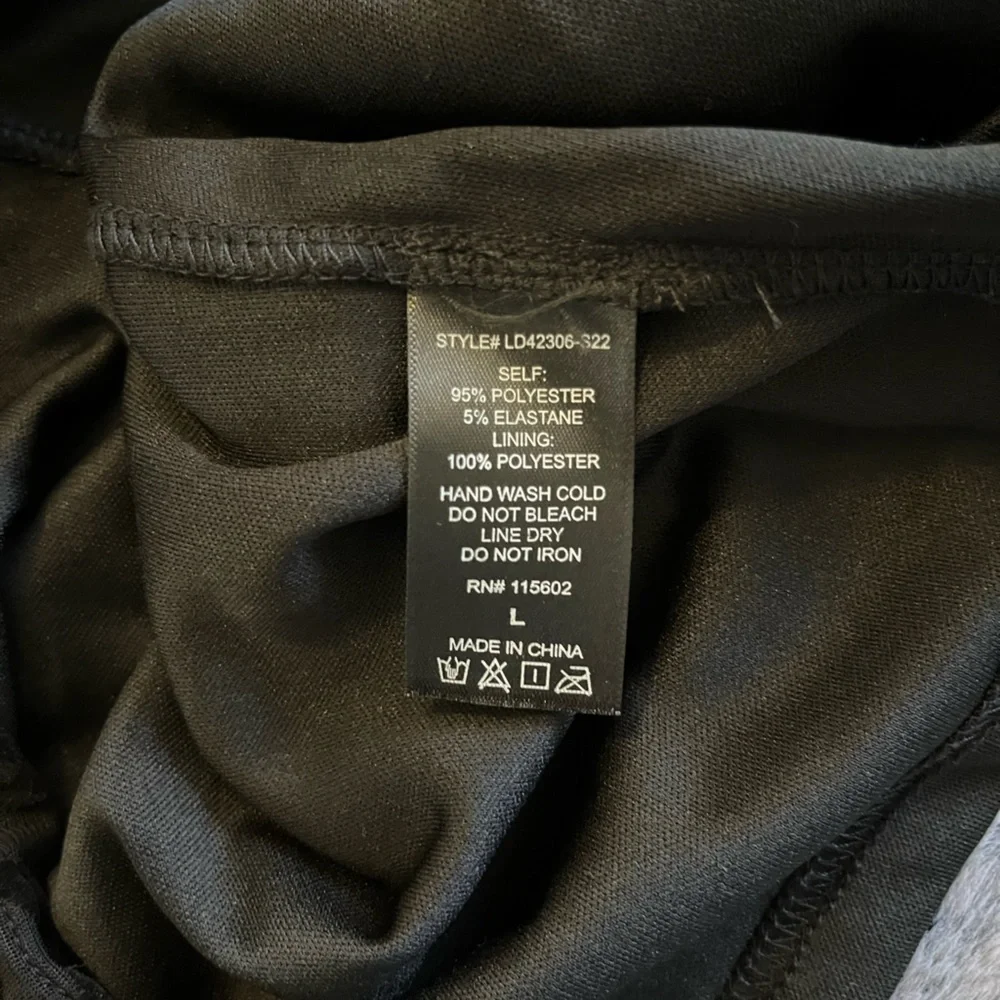 STYLE# LD42306-S22
SELF:
95% POLYESTER
5% ELASTANE
LINING:
100% POLYESTER
HAND WASH COLD
DO NOT BLEACH
LINE DRY
DO NOT IRON
RN# 115602
L
MADE IN CHINA